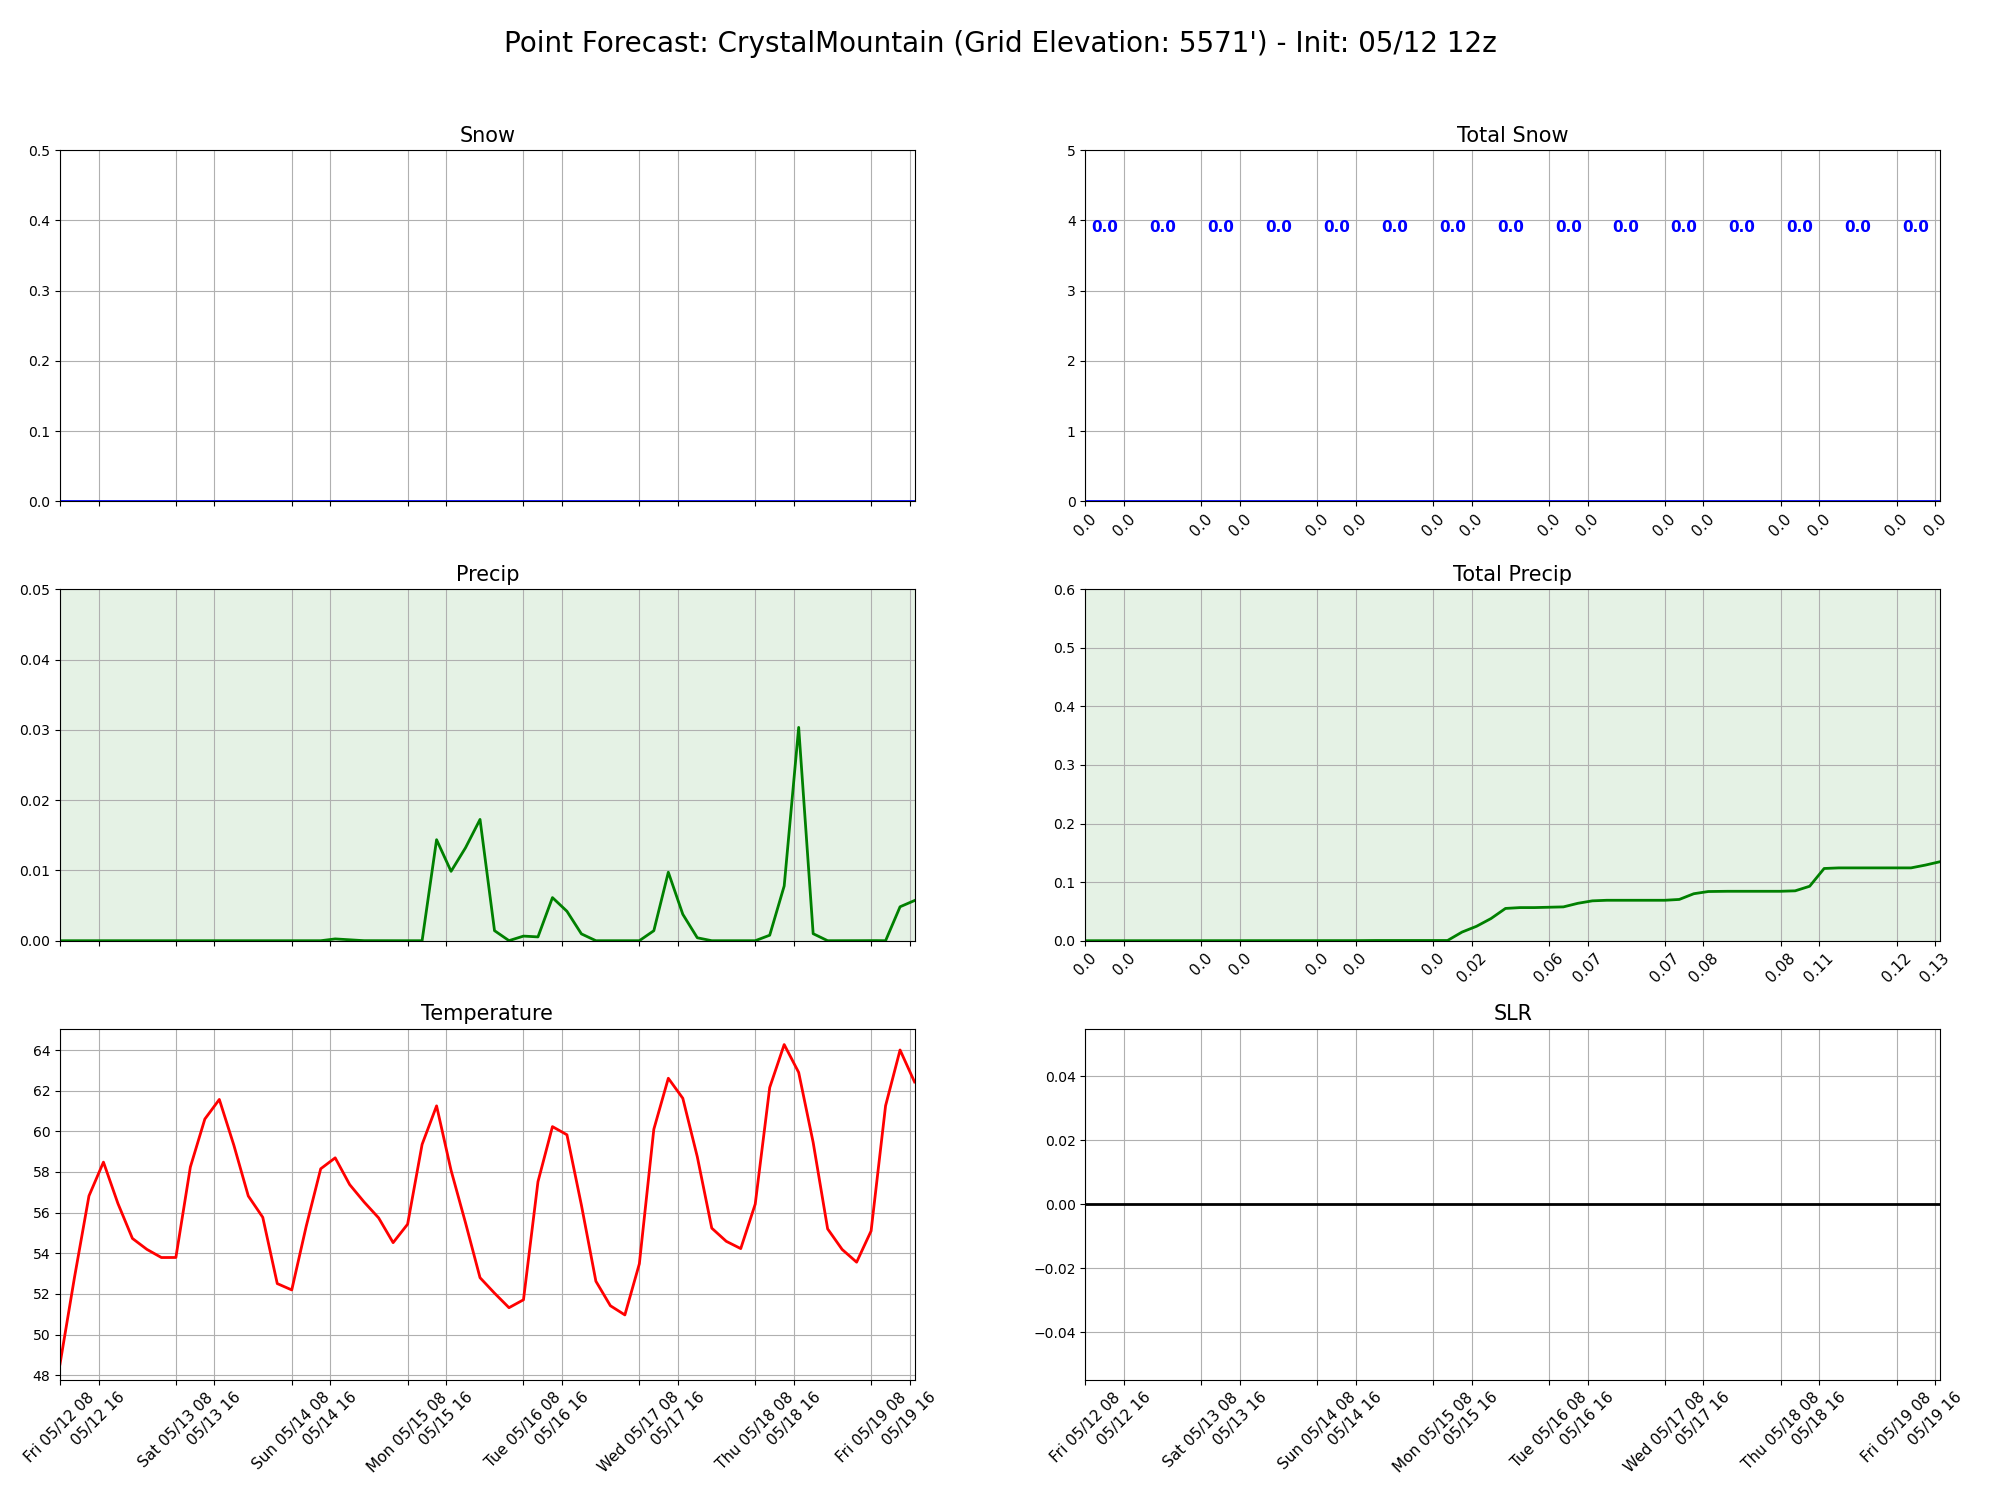 Point Forecast: CrystalMountain (Grid Elevation: 5571') - Init: 05/12 12z
Snow
0.5
0.4
0.3
0.2
0.1
0.0
Total Snow
5
4
3
2
1
0
0.0 0.0 0.0 0.0 0.0 0.0 0.0 0.0 0.0 0.0 0.0 0.0 0.0 0.0 0.0
0.0 0.0 0.0 0.0 0.0 0.0 0.0 0.0 0.0 0.0 0.0 0.0 0.0 0.0 0.0 0.0
Precip
0.05
0.04
0.03
0.02
0.01
0.00
Total Precip
0.6
0.5
0.4
0.3
0.2
0.1
0.0
0.0 0.0 0.0 0.0 0.0 0.0 0.0 0.02 0.06 0.07 0.07 0.08 0.08 0.11 0.12 0.13
Temperature
64
62
60
58
56
54
52
50
48
Fri 05/12 08
05/12 16
Sat 05/13 08
05/13 16
Sun 05/14 08
05/14 16
Mon 05/15 08
05/15 16
Tue 05/16 08
05/16 16
Wed 05/17 08
05/17 16
Thu 05/18 08
05/18 16
Fri 05/19 08
05/19 16
SLR
0.04
0.02
0.00
−0.02
−0.04
Fri 05/12 08
05/12 16
Sat 05/13 08
05/13 16
Sun 05/14 08
05/14 16
Mon 05/15 08
05/15 16
Tue 05/16 08
05/16 16
Wed 05/17 08
05/17 16
Thu 05/18 08
05/18 16
Fri 05/19 08
05/19 16